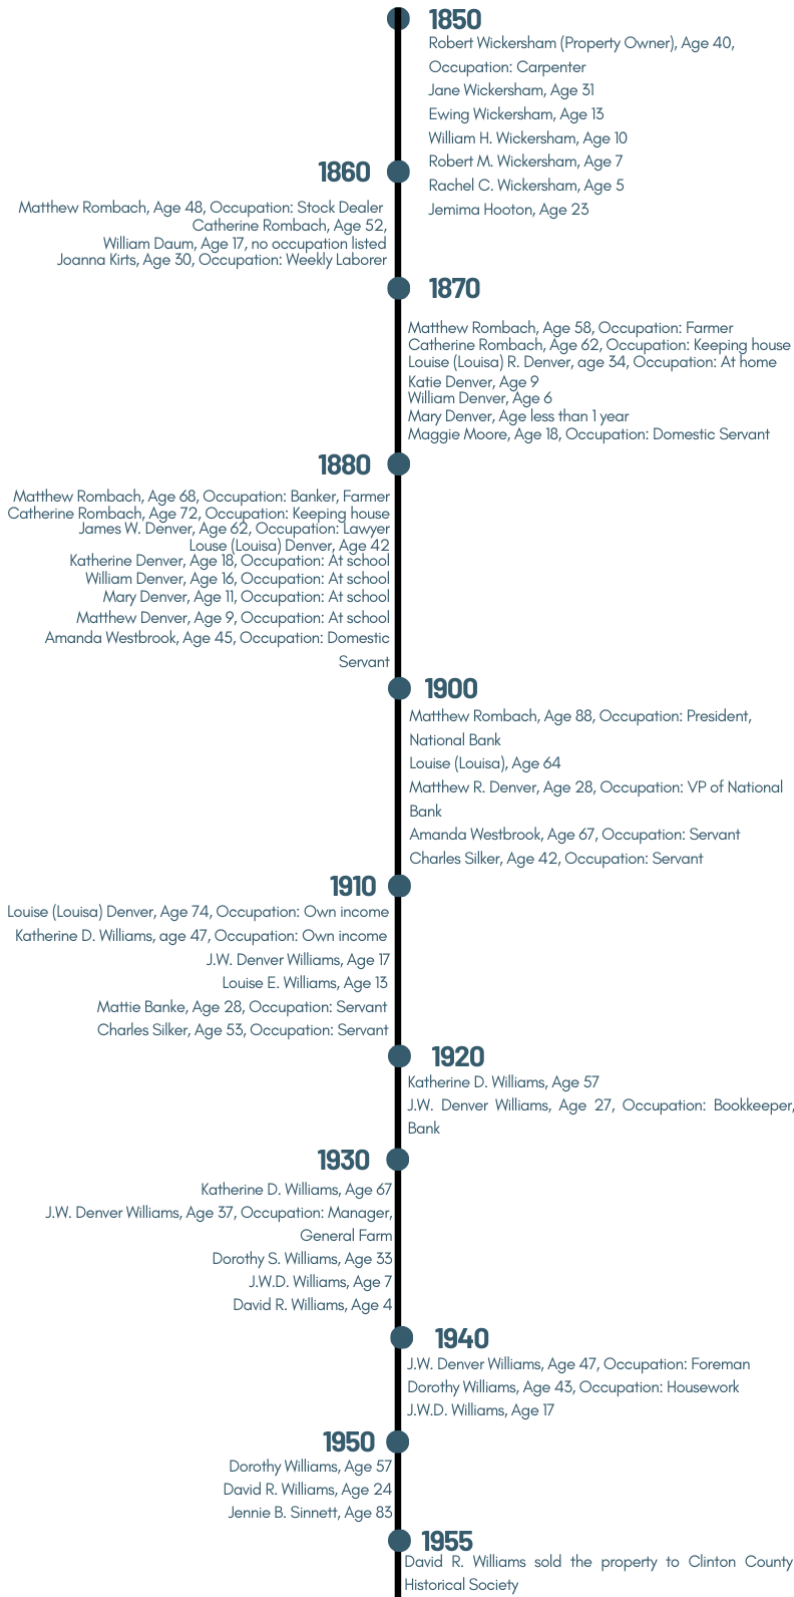 1850
Robert Wickersham (Property Owner), Age 40,
Occupation: Carpenter
Jane Wickersham, Age 31
Ewing Wickersham, Age 13
William H. Wickersham, Age 10
Robert M. Wickersham, Age 7
Rachel C. Wickersham, Age 5
Jemima Hooton, Age 23
1860
Matthew Rombach, Age 48, Occupation: Stock Dealer
Catherine Rombach, Age 52,
William Daum, Age 17, no occupation listed
Joanna Kirts, Age 30, Occupation: Weekly Laborer
1870
Matthew Rombach, Age 58, Occupation: Farmer
Catherine Rombach, Age 62, Occupation: Keeping house
Louise (Louisa) R. Denver, age 34, Occupation: At home
Katie Denver, Age 9
William Denver, Age 6
Mary Denver, Age less than 1 year
Maggie Moore, Age 18, Occupation: Domestic Servant
1880
Matthew Rombach, Age 68, Occupation: Banker, Farmer
Catherine Rombach, Age 72, Occupation: Keeping house
James W. Denver, Age 62, Occupation: Lawyer
Louse (Louisa) Denver, Age 42
Katherine Denver, Age 18, Occupation: At school
William Denver, Age 16, Occupation: At school
Mary Denver, Age 11, Occupation: At school
Matthew Denver, Age 9, Occupation: At school
Amanda Westbrook, Age 45, Occupation: Domestic
Servant
1900
Matthew Rombach, Age 88, Occupation: President,
National Bank
Louise (Louisa), Age 64
Matthew R. Denver, Age 28, Occupation: VP of National
Bank
Amanda Westbrook, Age 67, Occupation: Servant
Charles Silker, Age 42, Occupation: Servant
1910
Louise (Louisa) Denver, Age 74, Occupation: Own income
Katherine D. Williams, age 47, Occupation: Own income
J.W. Denver Williams, Age 17
Louise E. Williams, Age 13
Mattie Banke, Age 28, Occupation: Servant
Charles Silker, Age 53, Occupation: Servant
1920
Katherine D. Williams, Age 57
J.W. Denver Williams, Age 27, Occupation: Bookkeeper,
Bank
1930
Katherine D. Williams, Age 67
J.W. Denver Williams, Age 37, Occupation: Manager,
General Farm
Dorothy S. Williams, Age 33
J.W.D. Williams, Age 7
David R. Williams, Age 4
1940
J.W. Denver Williams, Age 47, Occupation: Foreman
Dorothy Williams, Age 43, Occupation: Housework
J.W.D. Williams, Age 17
1950
Dorothy Williams, Age 57
David R. Williams, Age 24
Jennie B. Sinnett, Age 83
1955
David R. Williams sold the property to Clinton County
Historical Society